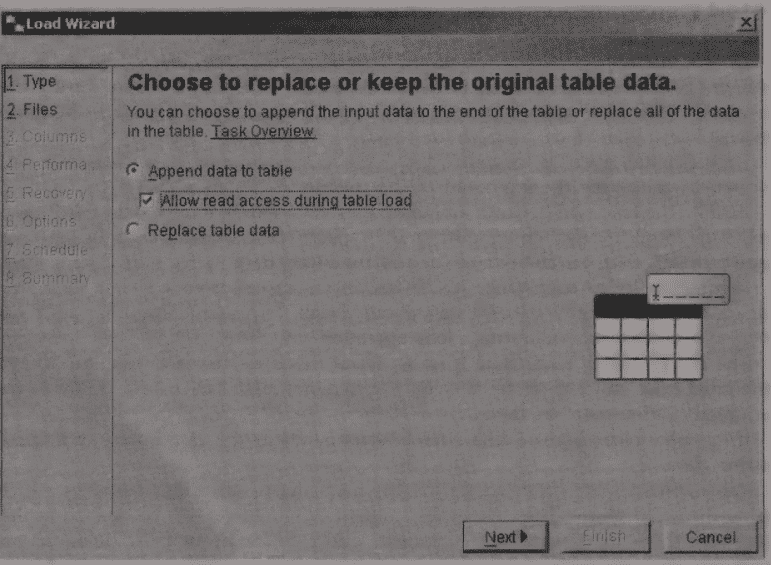 Load Wizard
1. Type
2. Files
3. Columns
4. Performa
5. Recovery
6. Options
7. Schedule
8. Summary
Choose to replace or keep the original table data.
You can choose to append the input data to the end of the table or replace all of the data
in the table. Task Overview
Append data to table
Allow read access during table load
Replace table data
Next
Finish
Cancel